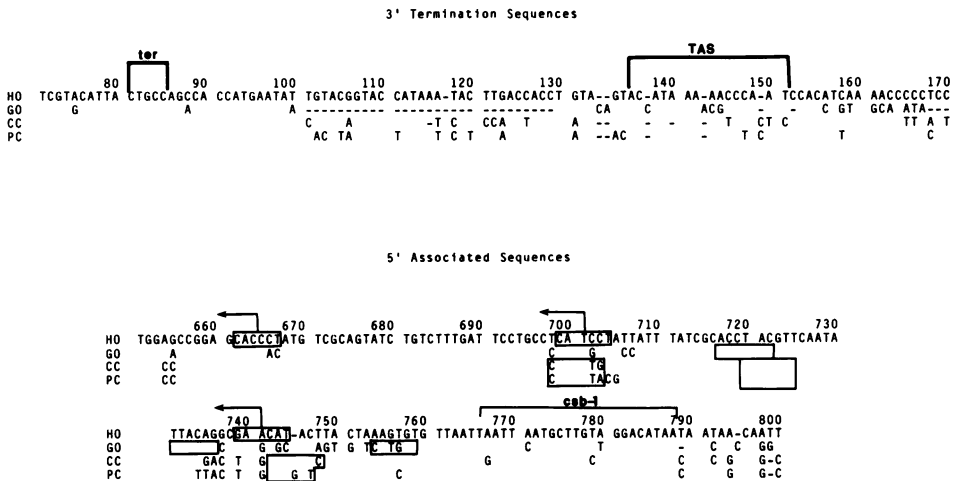 3' Termination Sequences
ter TAS
80 90 100 110 120 130 140 150 160 170
HO TCGTACATTA CTGCCAGCCA CCATGAATAT TGTACGGTAC CATAAA-TAC TTGACCACCT GTA--GTAC-ATA AA-AACCCA-A TCCACATCAA AACCCCCTCC
GO G A ---------- ---------- ---------- CA C ACG - - C GT GCA ATA---
CC C A -T C CCA T A -- - - - T CT C TT A T
PC AC TA T T C T A A --AC - - T C T C
5' Associated Sequences
660 670 680 690 700 710 720 730
HO TGGAGCCGGA GCACCCTATG TCGCAGTATC TGTCTTTGAT TCCTGCCTCA TCCTATTATT TATCGCACCT ACGTTCAATA
GO A AC C G CC
CC CC C TG
PC CC C TACG
740 750 760 csb-1 770 780 790 800
HO TTACAGGCGA ACAT-ACTTA CTAAAGTGTG TTAATTAATT AATGCTTGTA GGACATAATA ATAACAATT
GO C G GC AGT G TC TG C T - C C GG
CC GAC T G C G C C C G G-C
PC TTAC T G G T C C G G-C